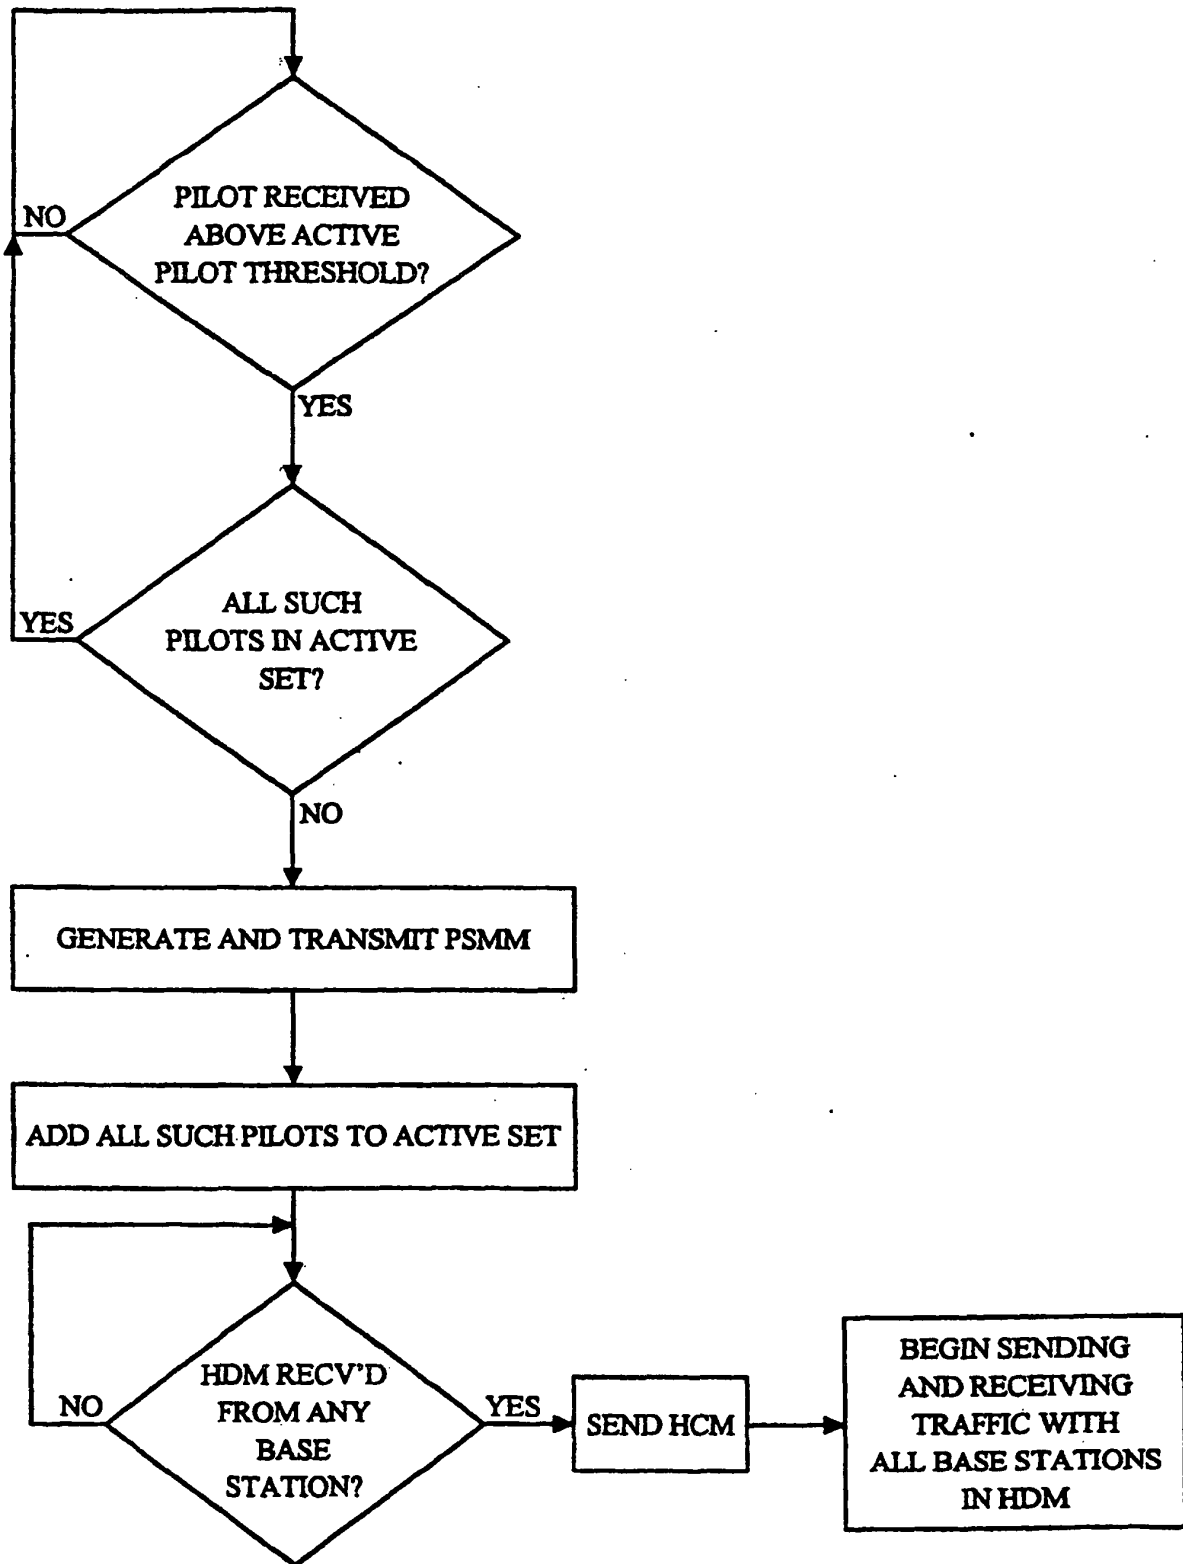 PILOT RECEIVED
ABOVE ACTIVE
PILOT THRESHOLD?
NO
YES
ALL SUCH
PILOTS IN ACTIVE
SET?
YES
NO
GENERATE AND TRANSMIT PSMM
ADD ALL SUCH PILOTS TO ACTIVE SET
HDM RECV'D
FROM ANY
BASE
STATION?
NO
YES
SEND HCM
BEGIN SENDING
AND RECEIVING
TRAFFIC WITH
ALL BASE STATIONS
IN HDM